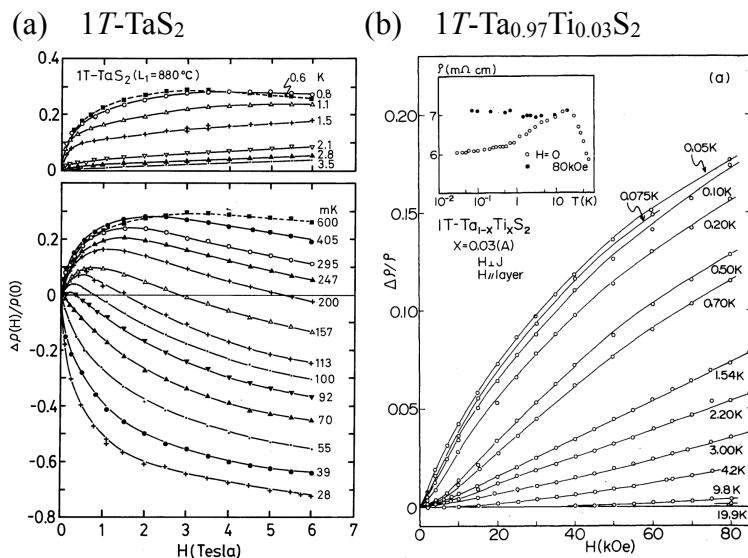 (a) 1T-TaS₂
(b) 1T-Ta₀.₉₇Ti₀.₀₃S₂
1T-TaS₂ (L₁=880℃)
0.4
0.2
0
K
0.6
0.8
1.1
1.5
2.1
2.8
3.5
Δρ(H)/ρ(0)
0.2
0
-0.2
-0.4
-0.6
-0.8
mK
600
405
295
247
200
157
113
100
92
70
55
39
28
0 1 2 3 4 5 6 7
H(Tesla)
(a)
ρ(mΩ cm)
7
6
○ H=0
■ 80kOe
10⁻² 10⁻¹ 10⁰ 10¹ T(K)
1T-Ta₁₋ₓTiₓS₂
X=0.03(A)
H⊥J
H//layer
Δρ/ρ
0.20
0.15
0.10
0.05
0
0.05K
0.075K
0.10K
0.20K
0.50K
0.70K
1.54K
2.20K
3.00K
4.2K
9.8K
19.9K
0 20 40 60 80
H(kOe)